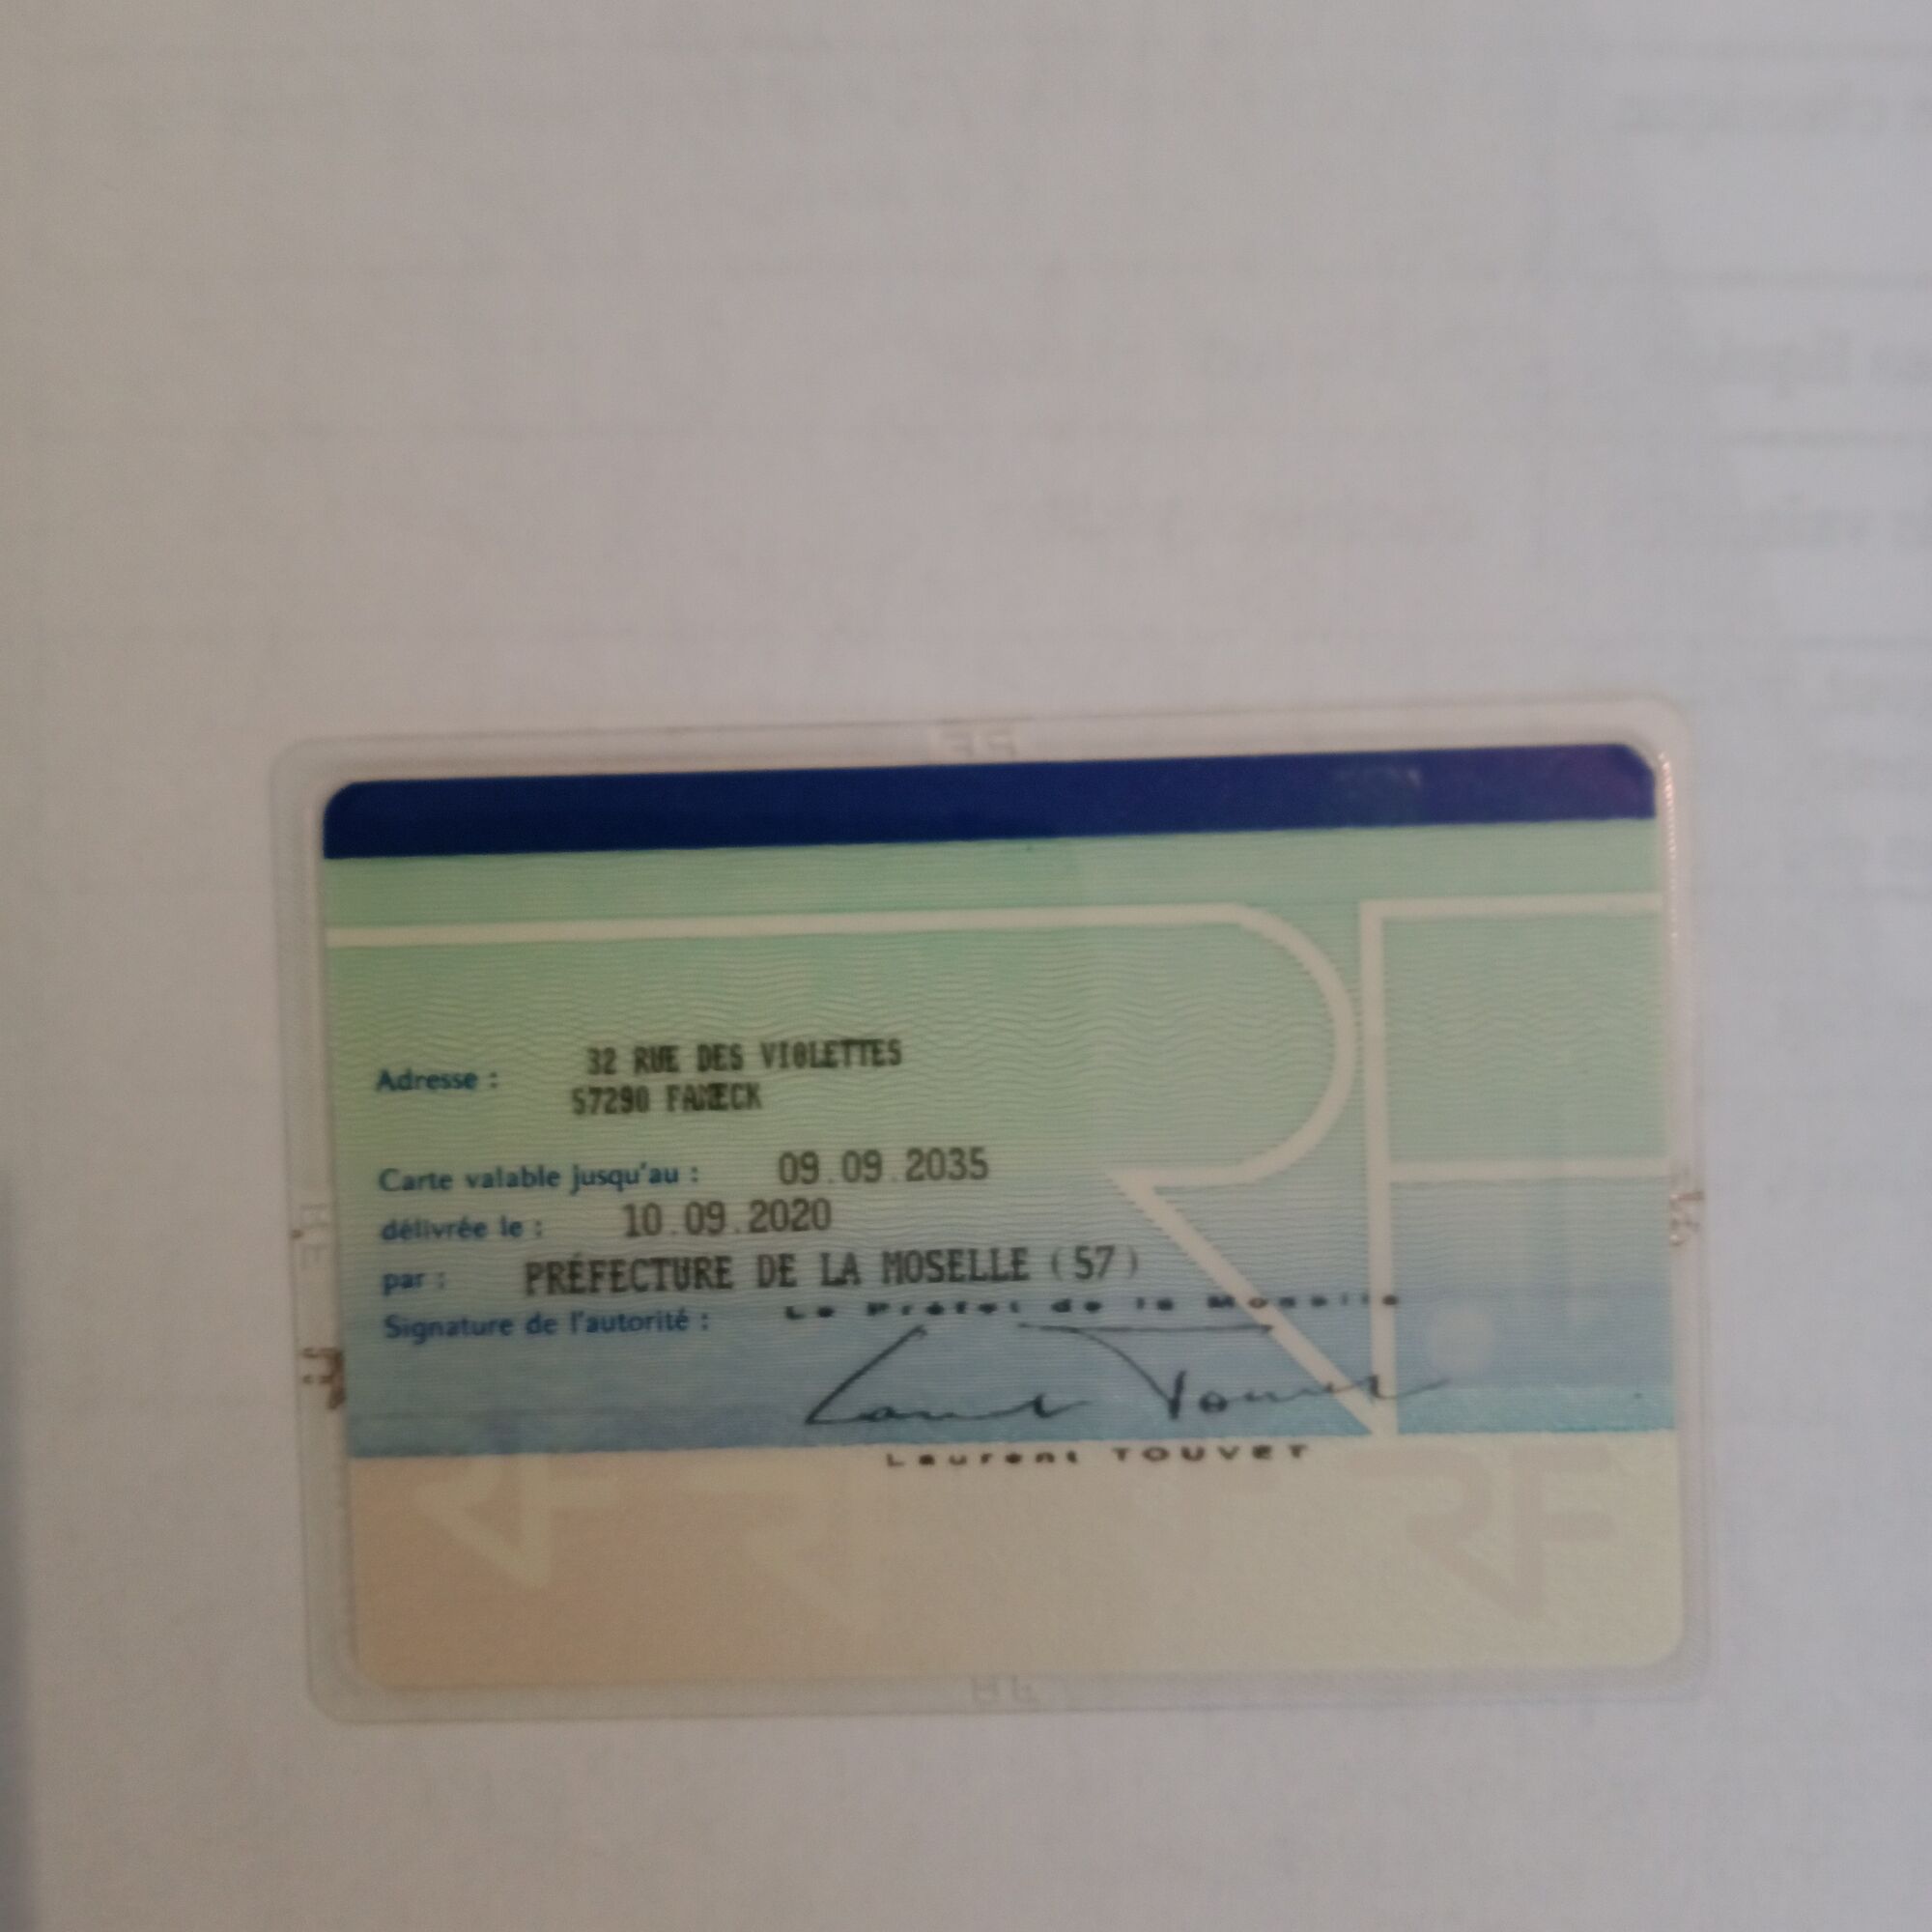 32 RUE DES VIOLETTES
Adresse :
57290 FAMECK
Carte valable jusqu'au : 09.09.2035
délivrée le : 10.09.2020
par : PRÉFECTURE DE LA MOSELLE (57)
Signature de l'autorité : Le Préfet de la Moselle
Laurent TOUVET
RF